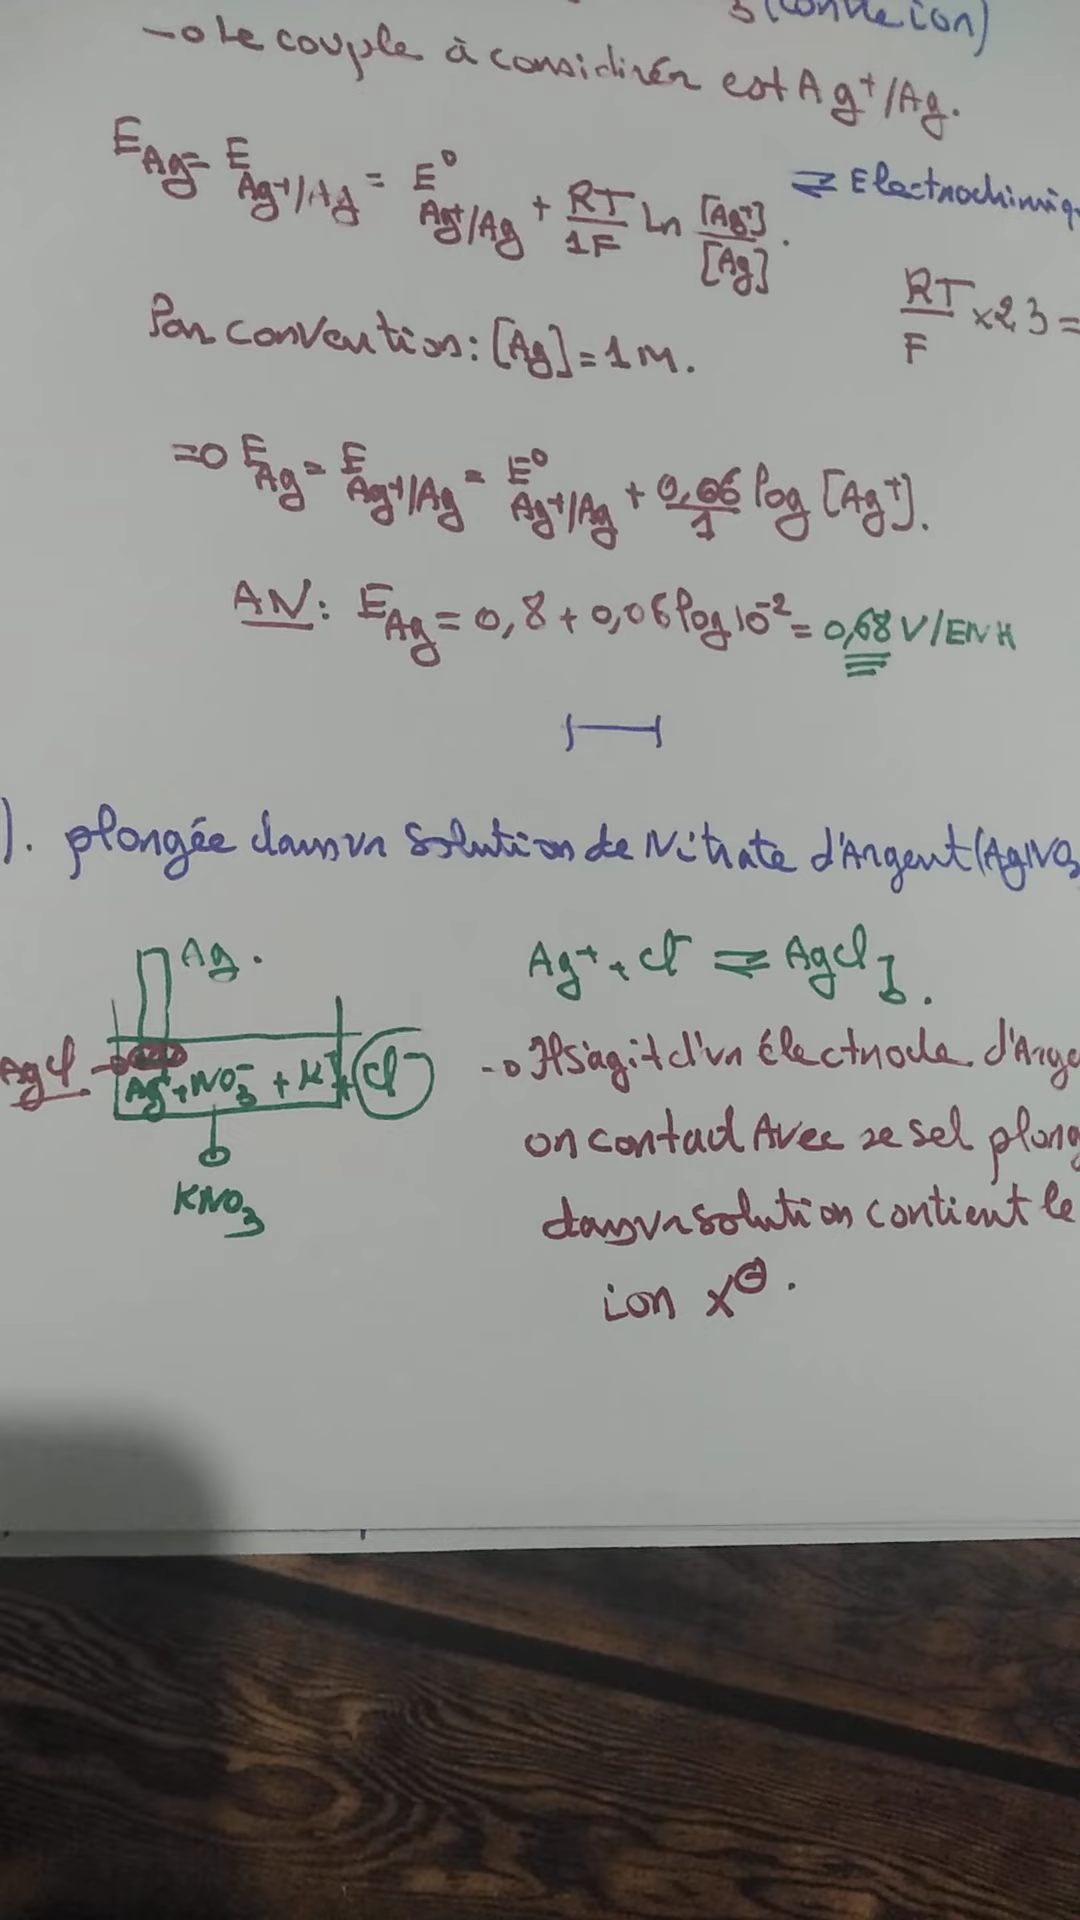 → Le couple à considirér est Ag⁺/Ag.
E_Ag = E_Ag⁺/Ag = E⁰_Ag⁺/Ag + RT/1F Ln [Ag⁺]/[Ag].
⇌ Electrochimiq
RT/F ×2,3 =
Par convention: [Ag] = 1M.
⇒ E_Ag = E_Ag⁺/Ag = E⁰_Ag⁺/Ag + 0,06/1 log [Ag⁺].
AN: E_Ag = 0,8 + 0,06 log 10⁻² = 0,68 V/ENH
). plongée dans un solution de Nitrate d'Argent (AgNO3
Ag.
Ag⁺ + Cl⁻ ⇌ AgCl↓.
AgCl
Ag⁺ + NO₃⁻ + K⁺ + Cl⁻
KNO₃
→ Il s'agit d'un électrode d'Arge
on contact Avec se sel plong
dans un solution contient le
ion X⊖.